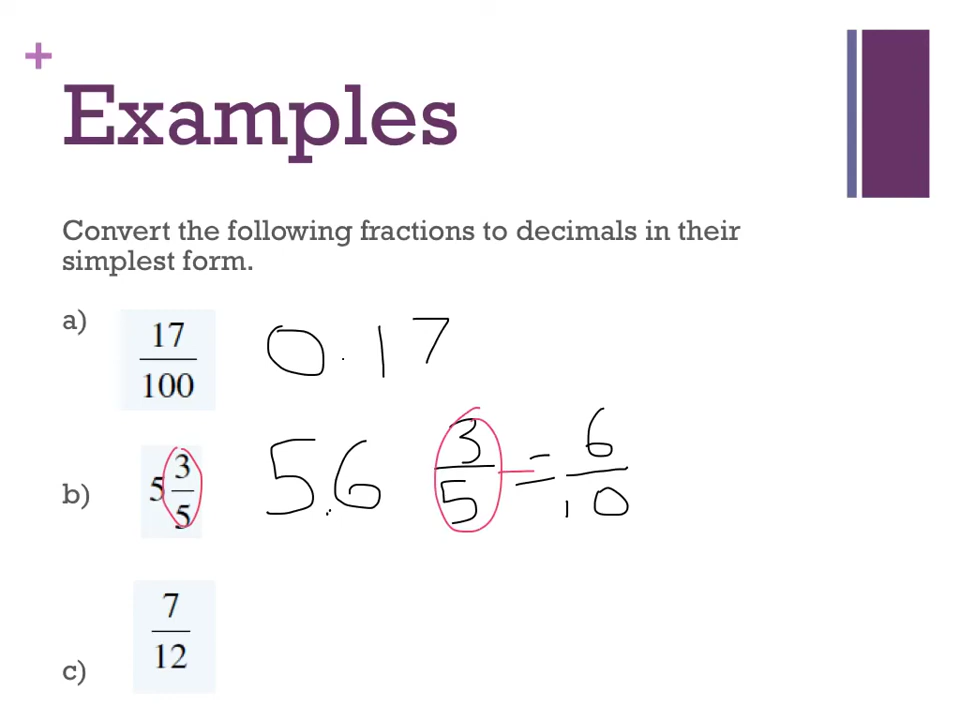 +
Examples
Convert the following fractions to decimals in their
simplest form.
a) 17/100 0.17
b) 5 3/5 5.6 3/5 = 6/10
c) 7/12